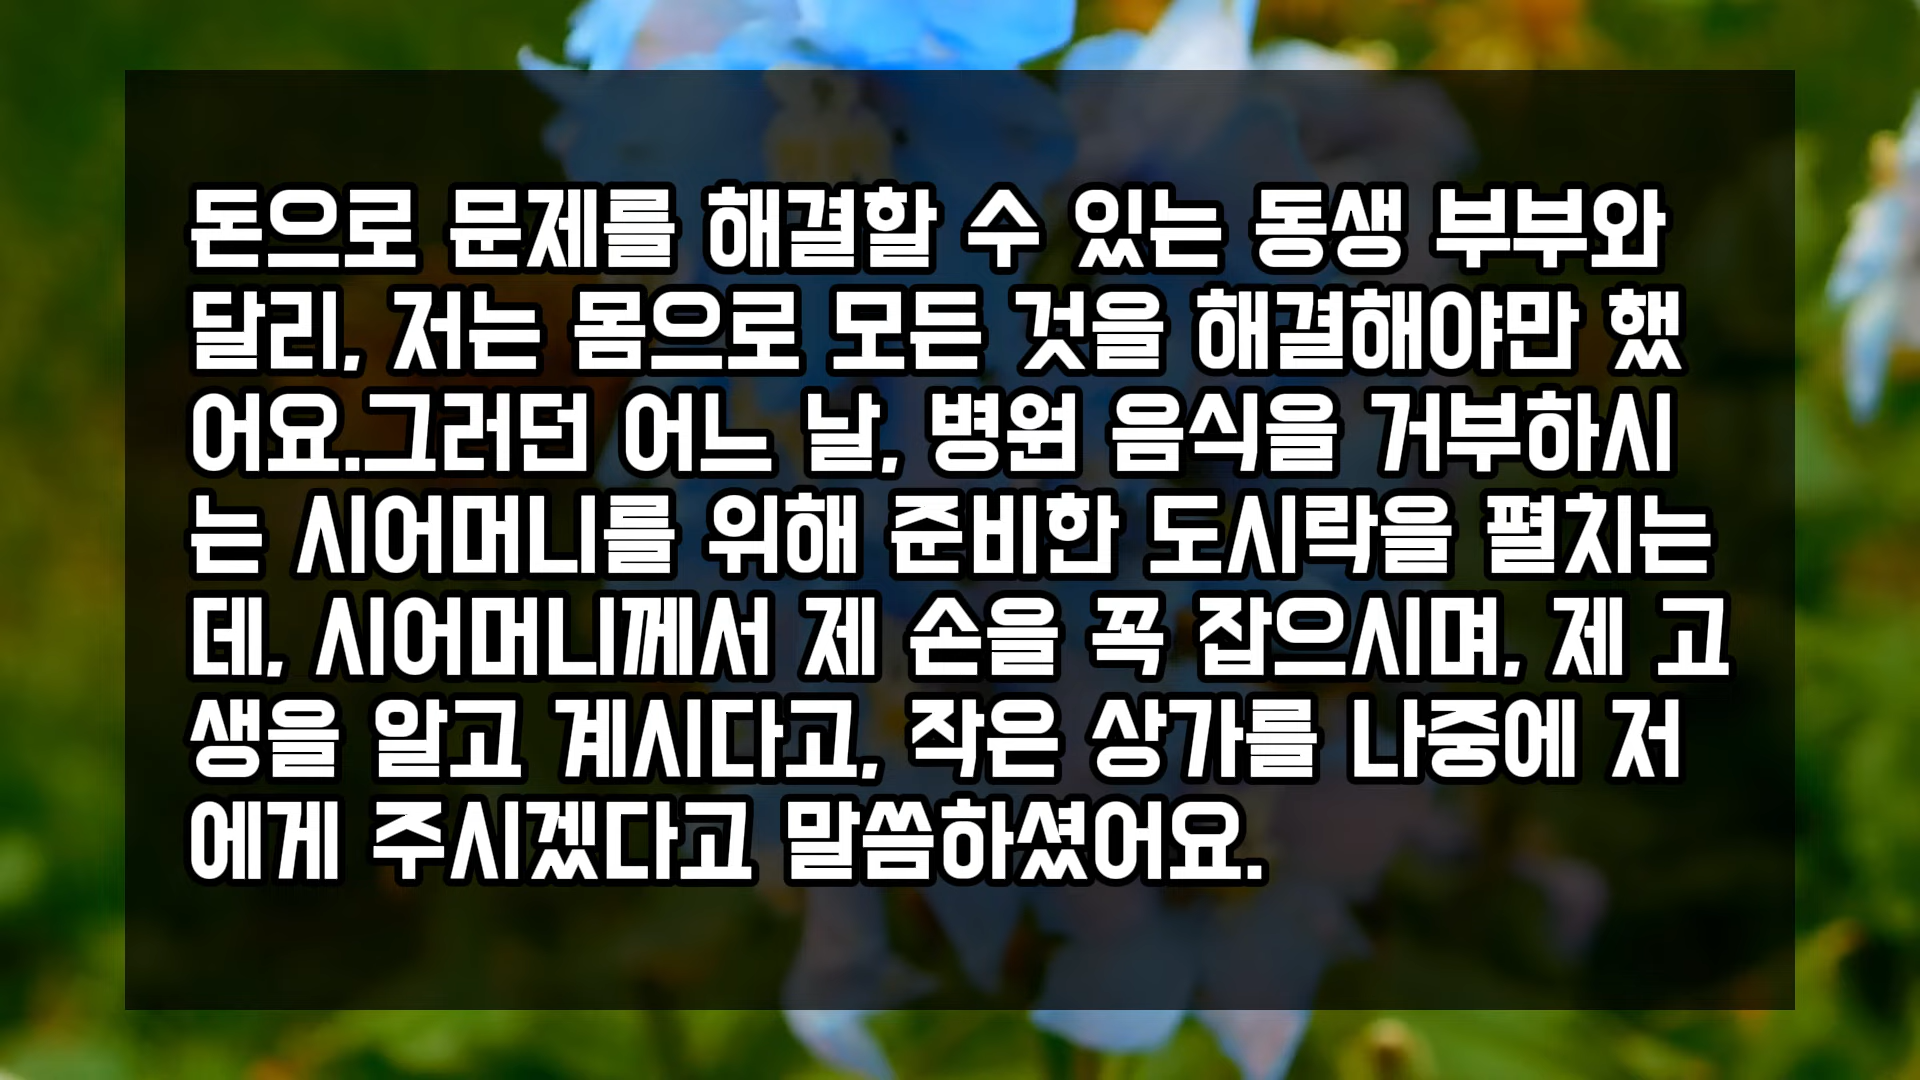 돈으로 문제를 해결할 수 있는 동생 부부와
달리, 저는 몸으로 모든 것을 해결해야만 했
어요.그러던 어느 날, 병원 음식을 거부하시
는 시어머니를 위해 준비한 도시락을 펼치는
데, 시어머니께서 제 손을 꼭 잡으시며, 제 고
생을 알고 계시다고, 작은 상가를 나중에 저
에게 주시겠다고 말씀하셨어요.